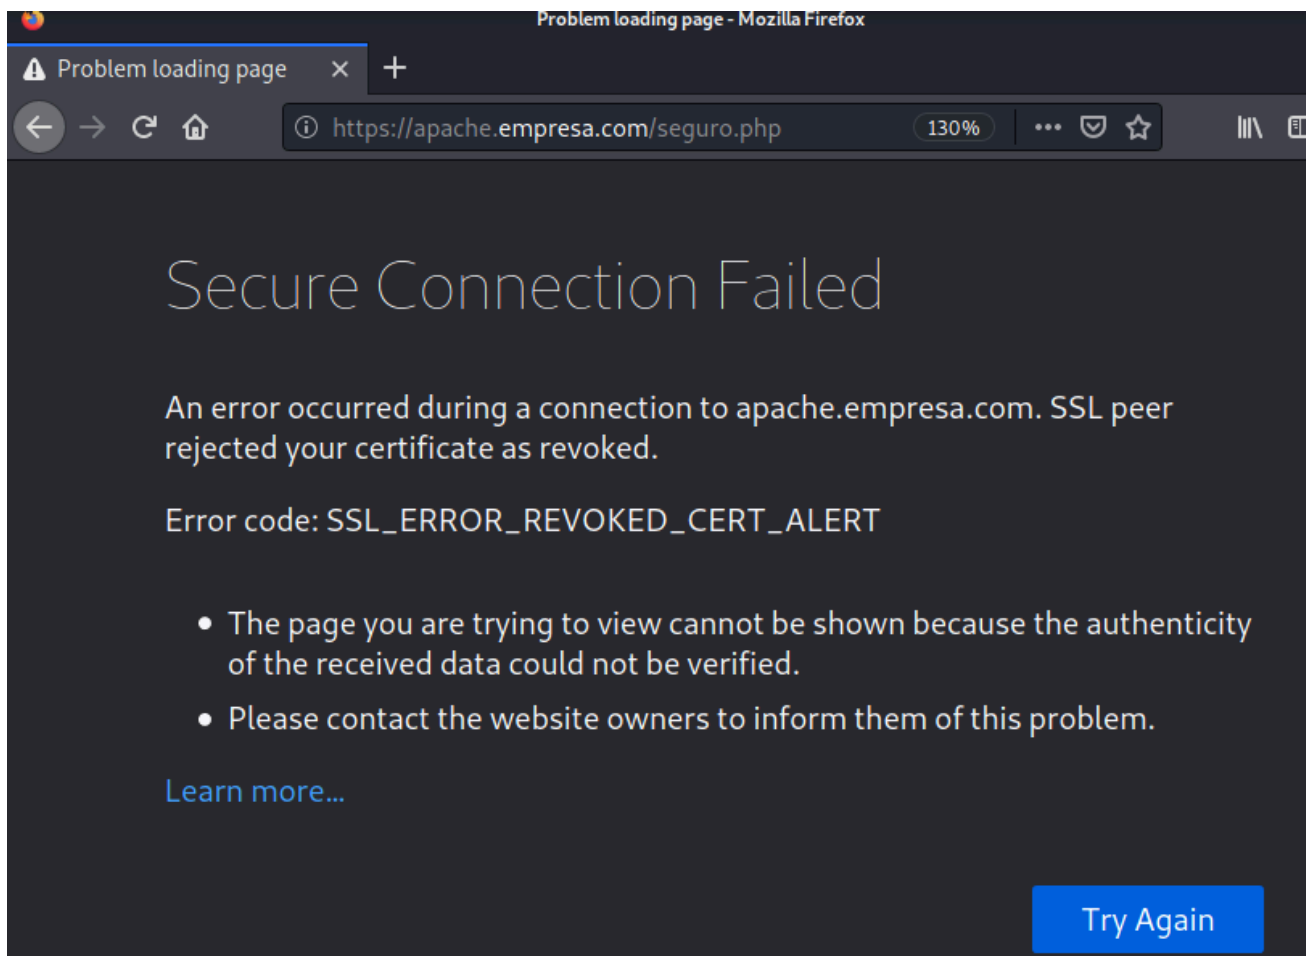 Problem loading page - Mozilla Firefox
Problem loading page
https://apache.empresa.com/seguro.php 130%
Secure Connection Failed
An error occurred during a connection to apache.empresa.com. SSL peer
rejected your certificate as revoked.
Error code: SSL_ERROR_REVOKED_CERT_ALERT
• The page you are trying to view cannot be shown because the authenticity
of the received data could not be verified.
• Please contact the website owners to inform them of this problem.
Learn more...
Try Again